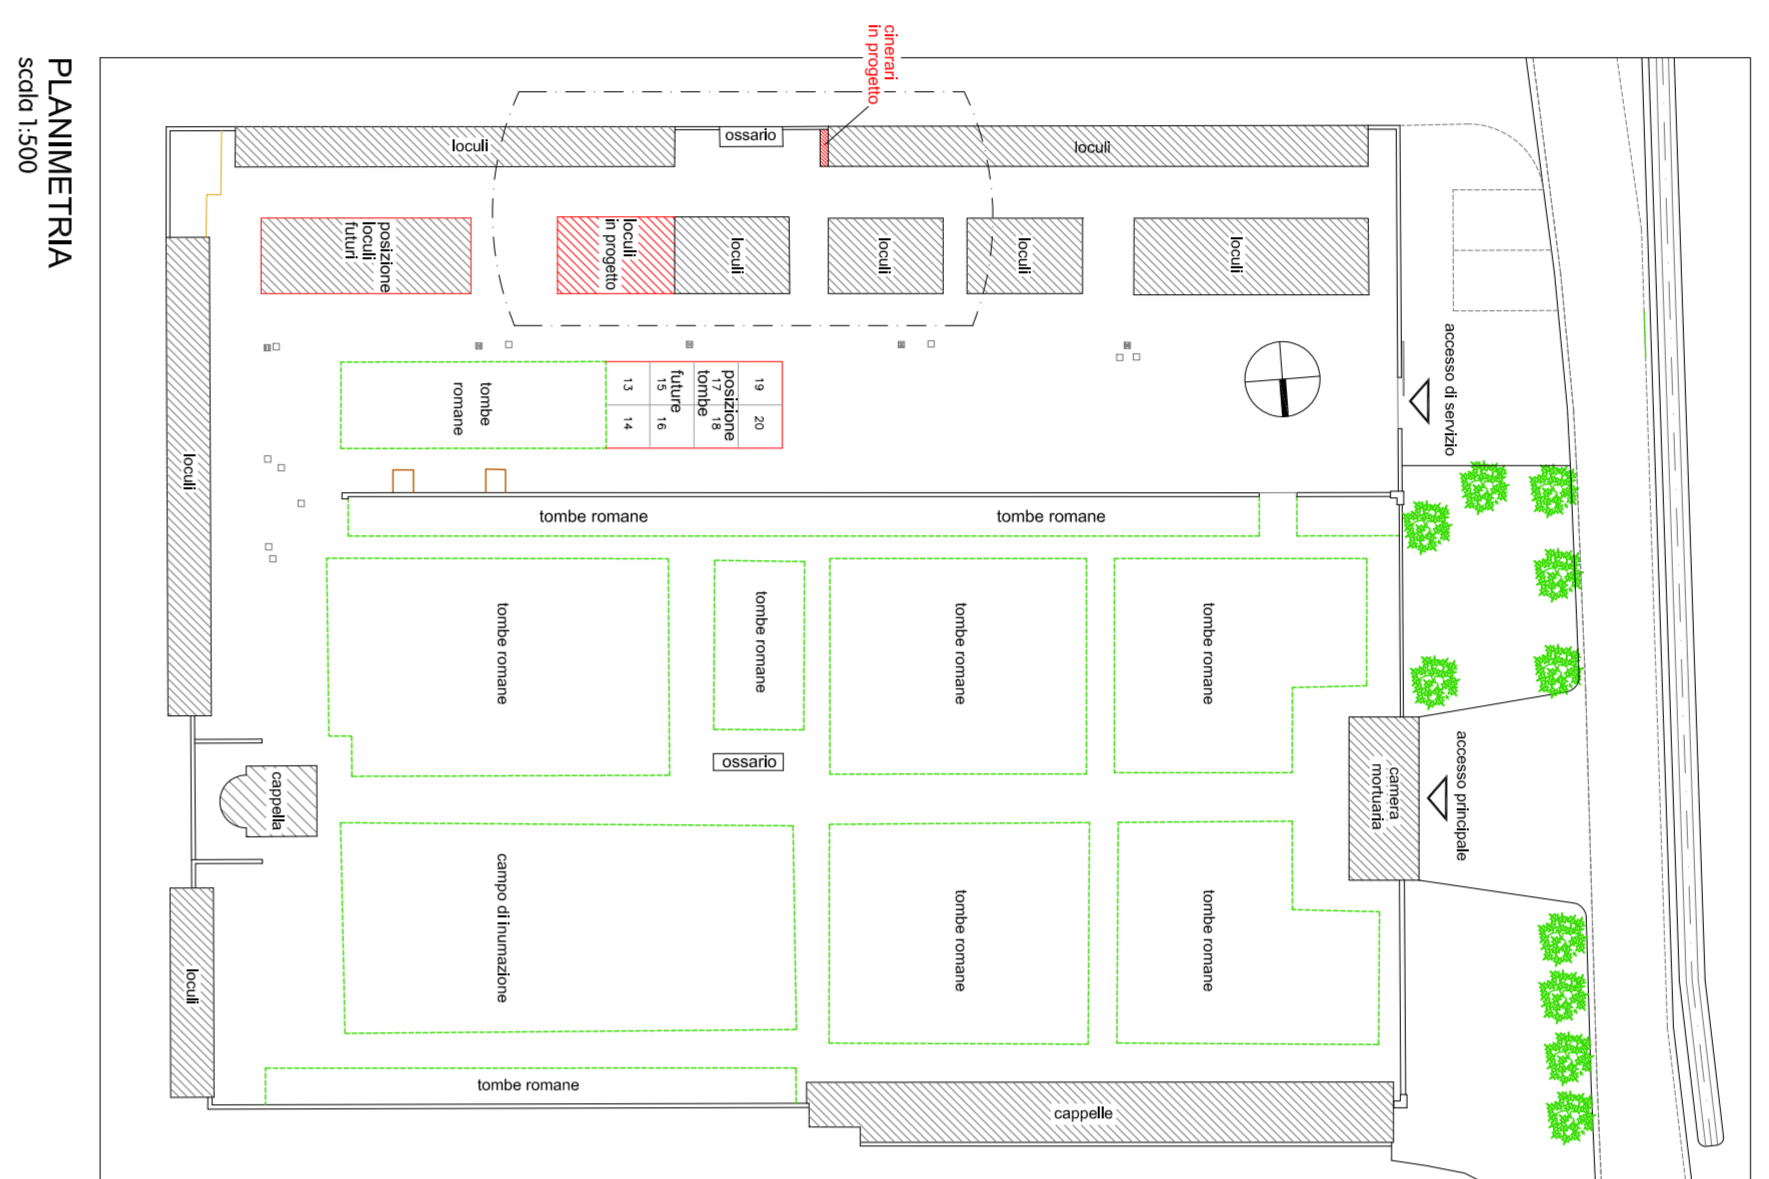 PLANIMETRIA
scala 1:500
cinerari
in progetto
loculi
ossario
loculi
posizione
loculi
futuri
loculi
in progetto
loculi
loculi
loculi
loculi
accesso di servizio
tombe
romane
posizione
tombe
future
13
15
17
19
14
16
18
20
loculi
tombe romane
tombe romane
tombe romane
tombe romane
tombe romane
tombe romane
ossario
cappella
camera
mortuaria
accesso principale
campo di inumazione
tombe romane
tombe romane
loculi
tombe romane
cappelle